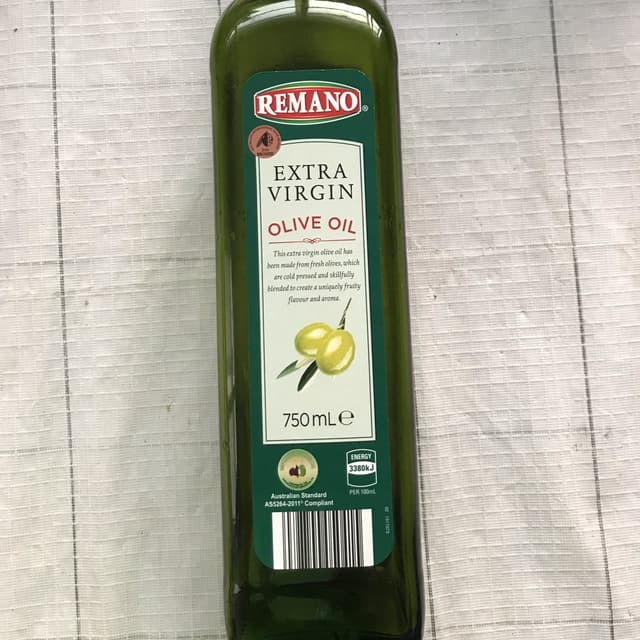 REMANO®
EXTRA
VIRGIN
OLIVE OIL
This extra virgin olive oil has
been made from fresh olives, which
are cold pressed and skillfully
blended to create a uniquely fruity
flavour and aroma.
750mL℮
ENERGY
3380kJ
PER 100mL
Australian Standard
AS5264-2011® Compliant